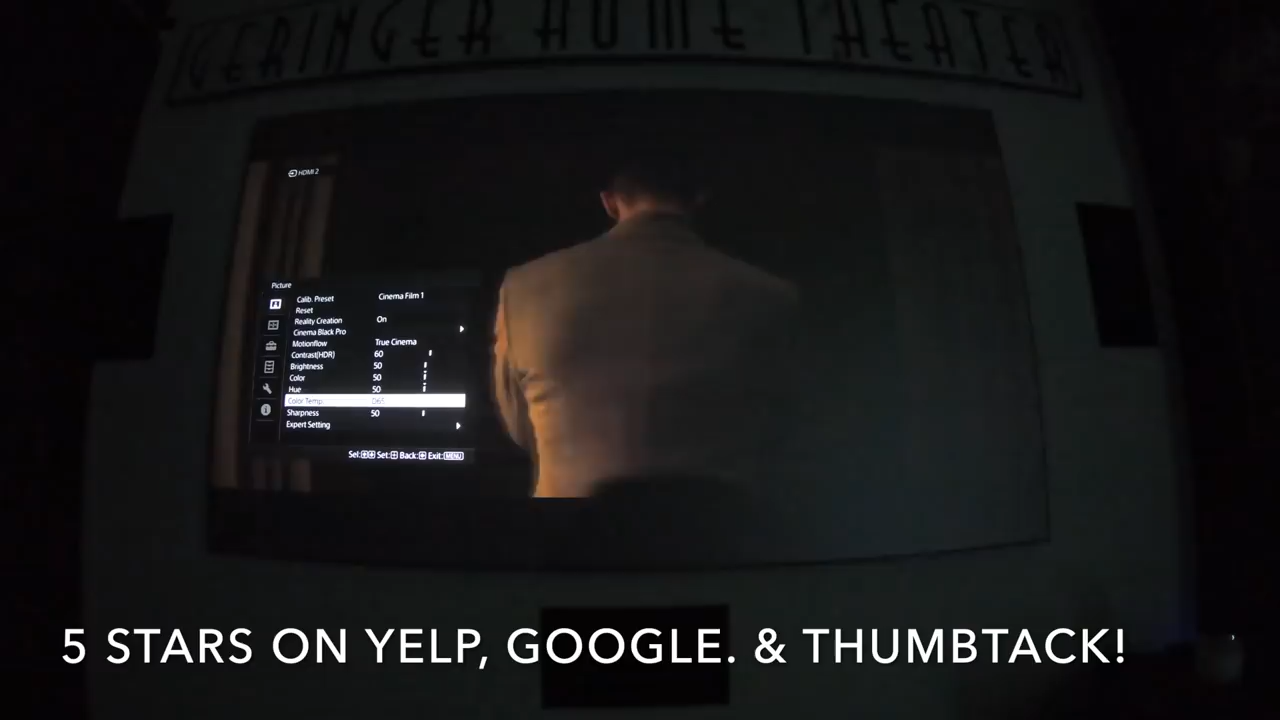 GERINGER HOME THEATER
HDMI 2
Picture
Calib. Preset Cinema Film 1
Reset
Reality Creation On
Cinema Black Pro
Motionflow True Cinema
Contrast(HDR) 60
Brightness 50
Color 50
Hue 50
Color Temp. D65
Sharpness 50
Expert Setting
Sel: Set: Back: Exit: MENU
5 STARS ON YELP, GOOGLE. & THUMBTACK!